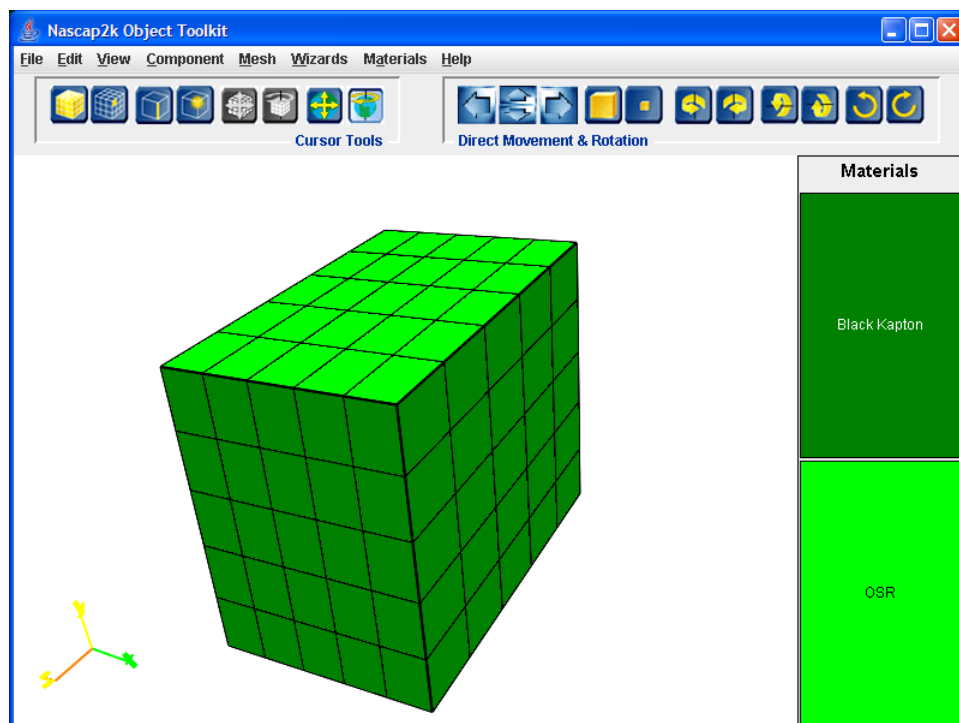 Nascap2k Object Toolkit
File Edit View Component Mesh Wizards Materials Help
Cursor Tools
Direct Movement & Rotation
Materials
Black Kapton
OSR
y
x